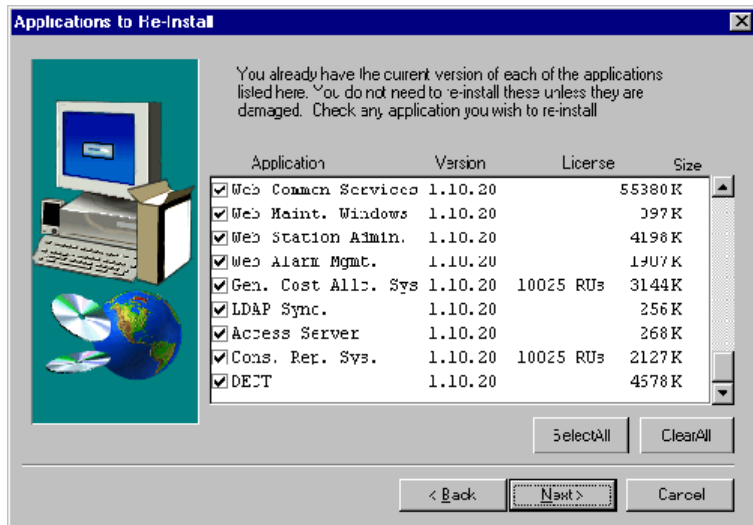 Applications to Re-Install
You already have the current version of each of the applications
listed here. You do not need to re-install these unless they are
damaged. Check any application you wish to re-install
Application Version License Size
Web Common Services 1.10.20 55380K
Web Maint. Windows 1.10.20 397K
Web Station Admin. 1.10.20 4198K
Web Alarm Mgmt. 1.10.20 1907K
Gen. Cost Allc. Sys 1.10.20 10025 RUs 3144K
LDAP Sync. 1.10.20 256K
Access Server 1.10.20 268K
Cons. Rep. Sys. 1.10.20 10025 RUs 2127K
DECT 1.10.20 4678K
SelectAll ClearAll
< Back Next > Cancel